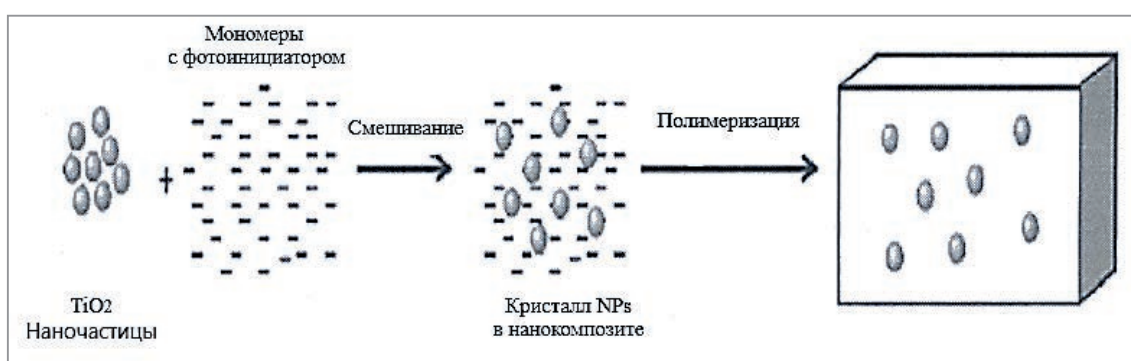 Мономеры
с фотоинициатором
+
Смешивание
Полимеризация
TiO2
Наночастицы
Кристалл NPs
в нанокомпозите